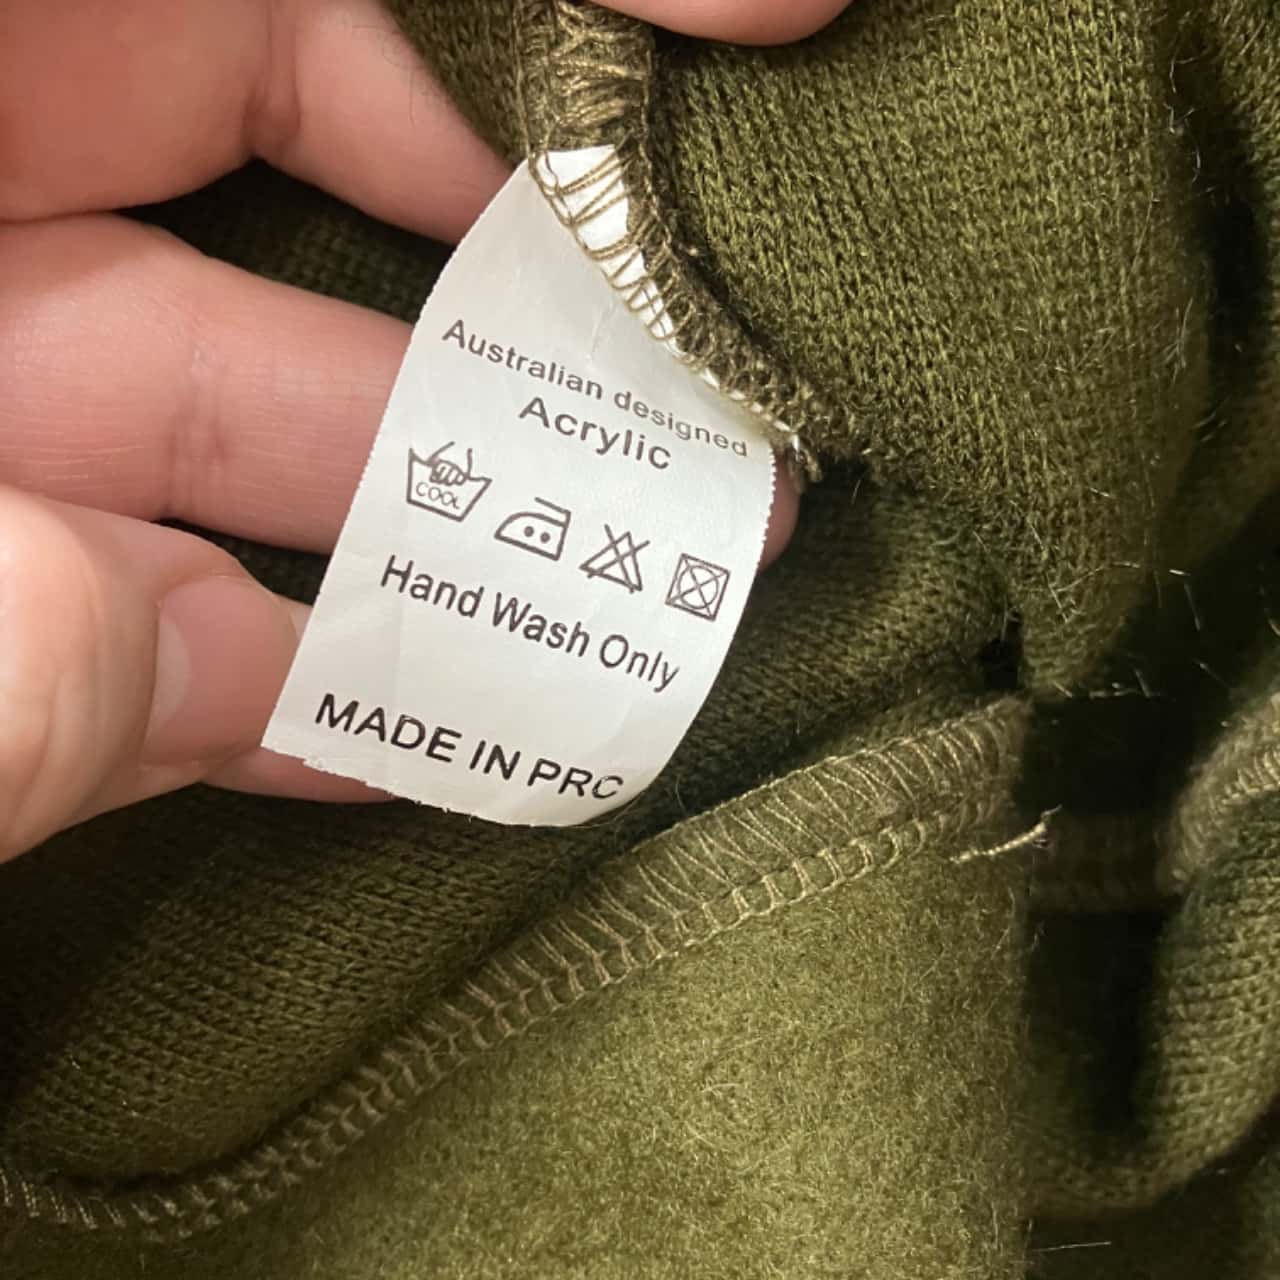 Australian designed
Acrylic
COOL
Hand Wash Only
MADE IN PRC